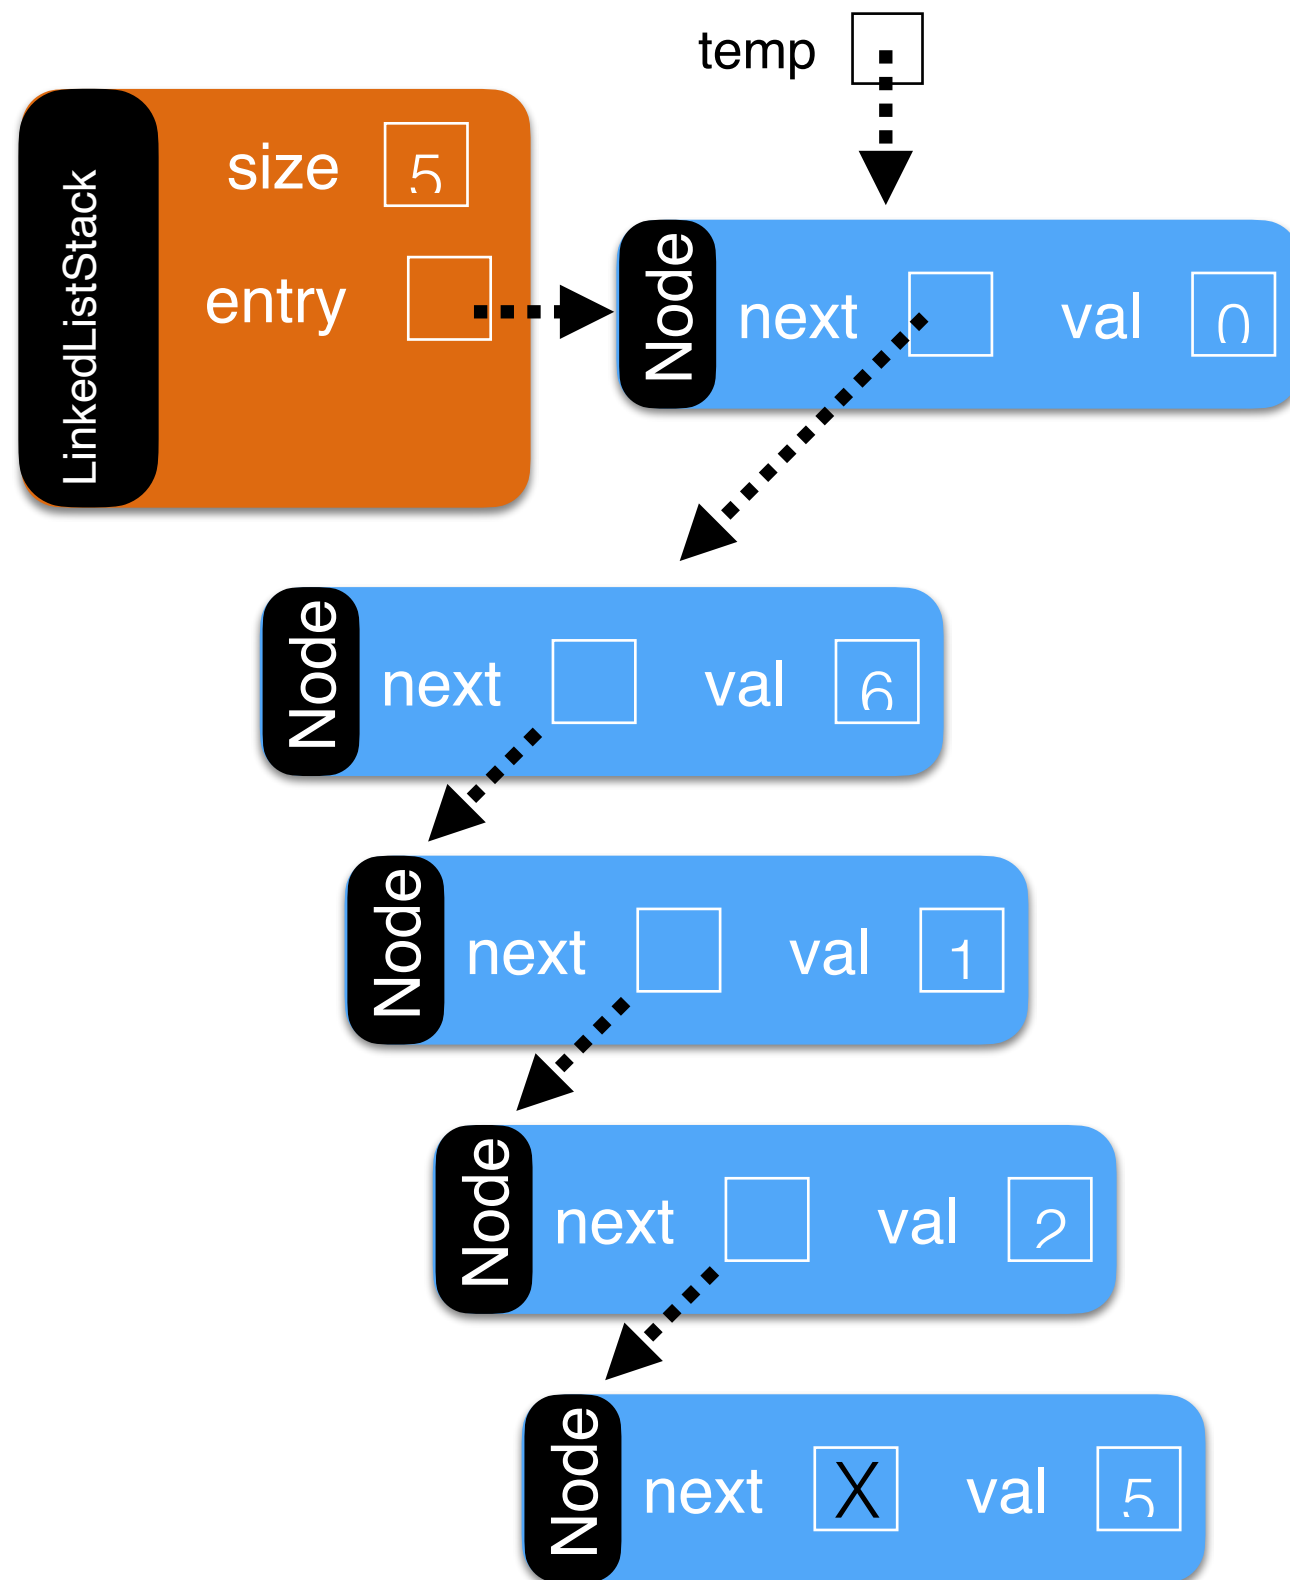 temp
LinkedListStack
size 5
entry
Node
next val 0
Node
next val 6
Node
next val 1
Node
next val 2
Node
next X val 5